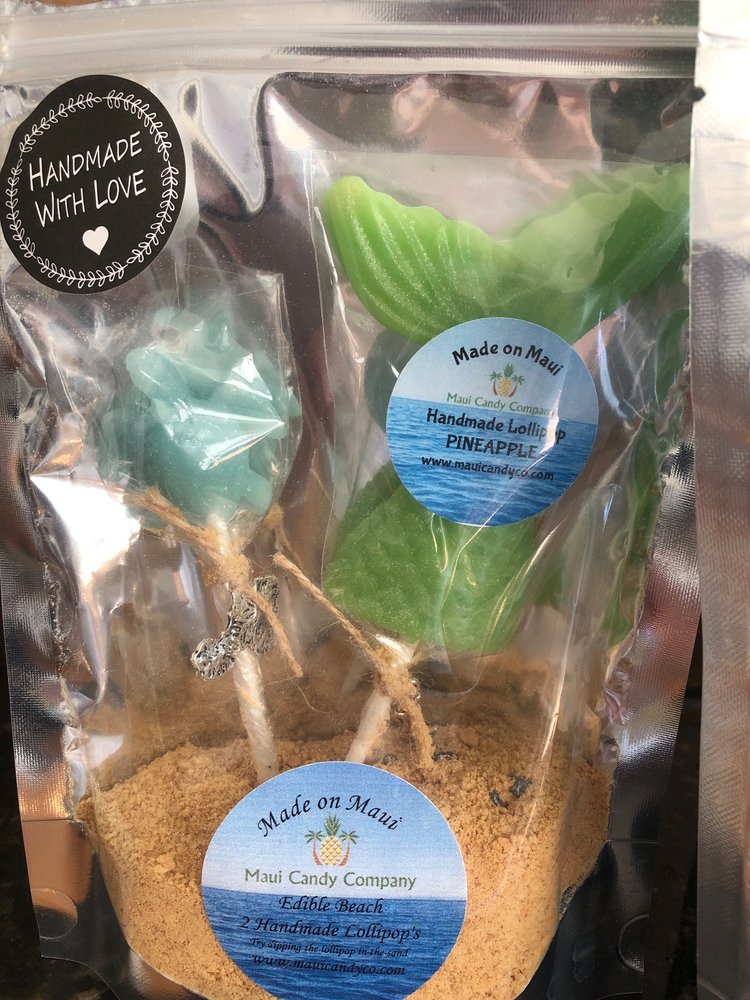 HANDMADE
WITH LOVE
Made on Maui
Maui Candy Company
Handmade Lollipop
PINEAPPLE
www.mauicandyco.com
Made on Maui
Maui Candy Company
Edible Beach
2 Handmade Lollipop's
Try dipping the lollipop in the sand
www.mauicandyco.com